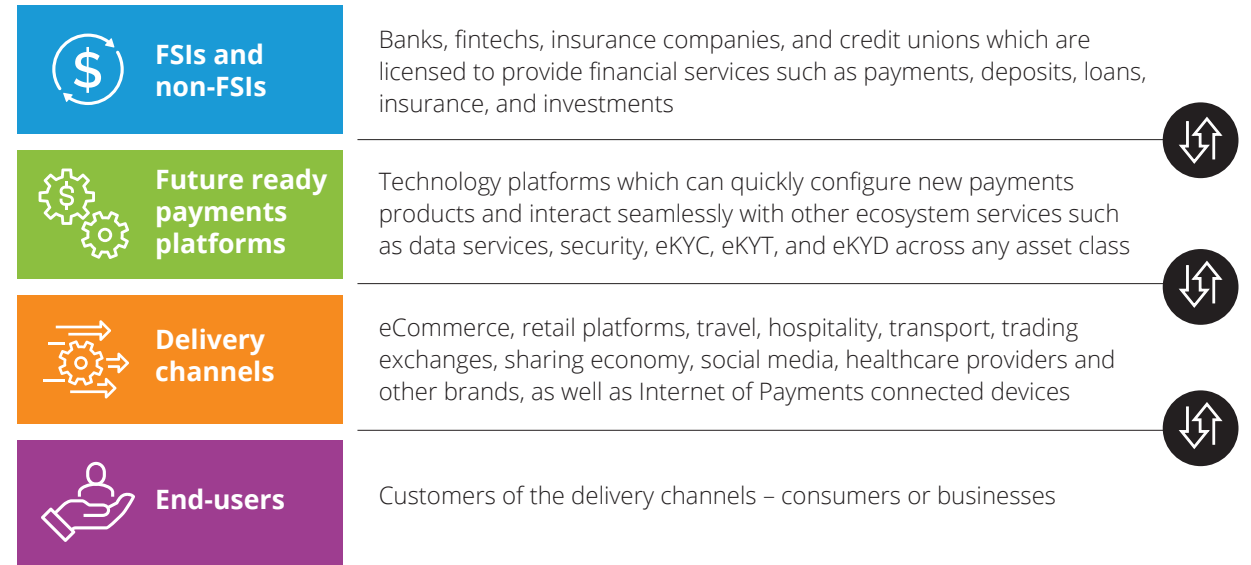 FSIs and
non-FSIs
Banks, fintechs, insurance companies, and credit unions which are
licensed to provide financial services such as payments, deposits, loans,
insurance, and investments
Future ready
payments
platforms
Technology platforms which can quickly configure new payments
products and interact seamlessly with other ecosystem services such
as data services, security, eKYC, eKYT, and eKYD across any asset class
Delivery
channels
eCommerce, retail platforms, travel, hospitality, transport, trading
exchanges, sharing economy, social media, healthcare providers and
other brands, as well as Internet of Payments connected devices
End-users
Customers of the delivery channels – consumers or businesses